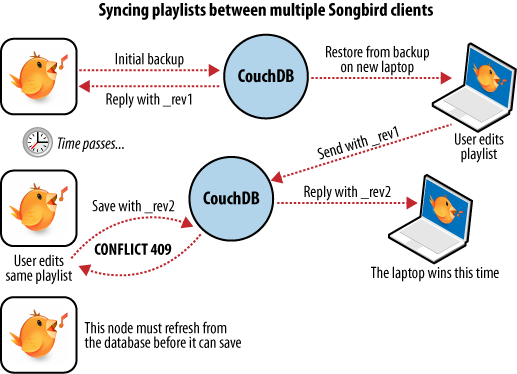 Syncing playlists between multiple Songbird clients
Initial backup
CouchDB
Restore from backup
on new laptop
Reply with _rev1
Time passes...
Send with _rev1
User edits
playlist
Save with _rev2
CouchDB
Reply with _rev2
CONFLICT 409
User edits
same playlist
The laptop wins this time
This node must refresh from
the database before it can save